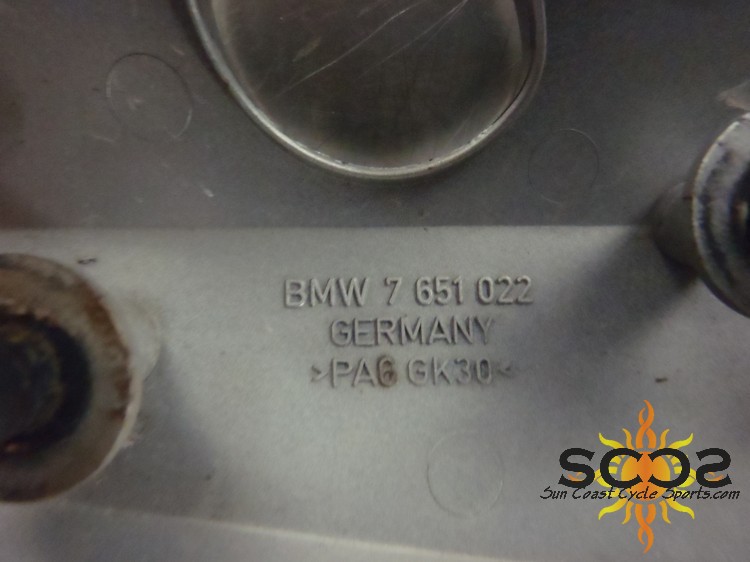 BMW 7 651 022
GERMANY
>PA6 GK30<
SCCS
Sun Coast Cycle Sports.com